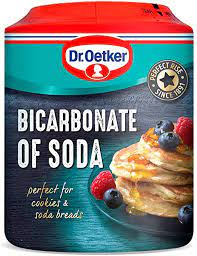 Dr.Oetker
PERFECT RISE
SINCE 1891
BICARBONATE
OF SODA
perfect for
cookies &
soda breads